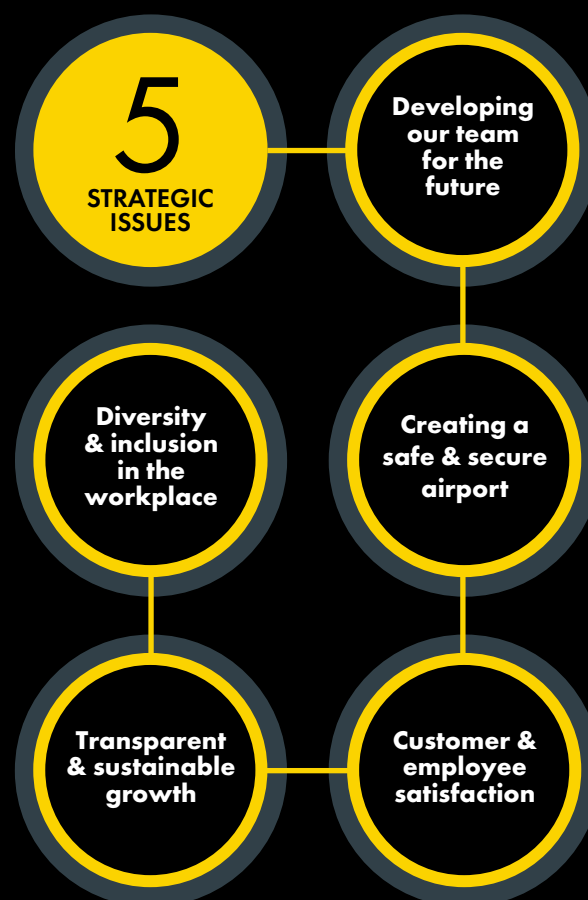 5
STRATEGIC
ISSUES
Developing
our team
for the
future
Creating a
safe & secure
airport
Customer &
employee
satisfaction
Transparent
& sustainable
growth
Diversity
& inclusion
in the
workplace